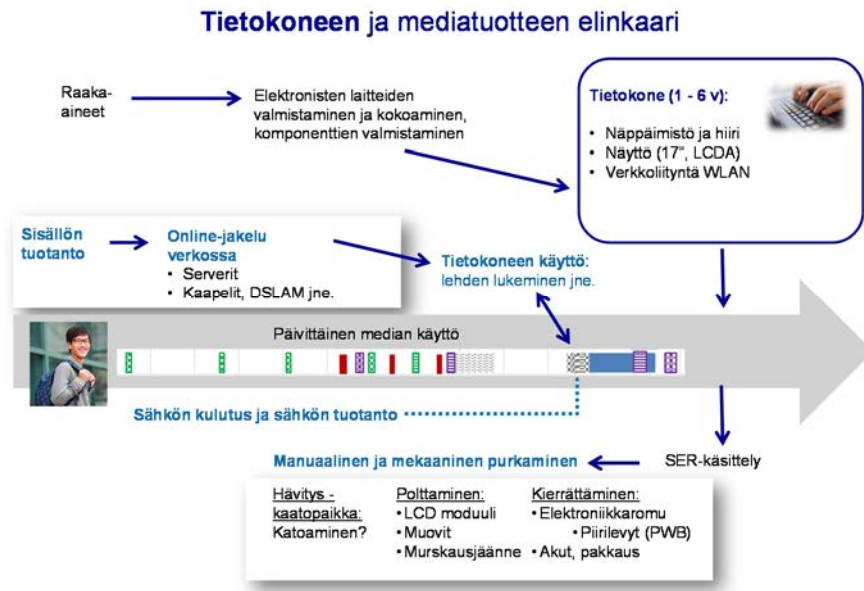 Tietokoneen ja mediatuotteen elinkaari
Raaka-
aineet
Elektronisten laitteiden
valmistaminen ja kokoaminen,
komponenttien valmistaminen
Tietokone (1 - 6 v):
• Näppäimistö ja hiiri
• Näyttö (17", LCDA)
• Verkkoliityntä WLAN
Sisällön
tuotanto
Online-jakelu
verkossa
• Serverit
• Kaapelit, DSLAM jne.
Tietokoneen käyttö:
lehden lukeminen jne.
Päivittäinen median käyttö
Sähkön kulutus ja sähkön tuotanto
Manuaalinen ja mekaaninen purkaminen
SER-käsittely
Hävitys -
kaatopaikka:
Katoaminen?
Polttaminen:
• LCD moduuli
• Muovit
• Murskausjäänne
Kierrättäminen:
• Elektroniikkaromu
• Piirilevyt (PWB)
• Akut, pakkaus